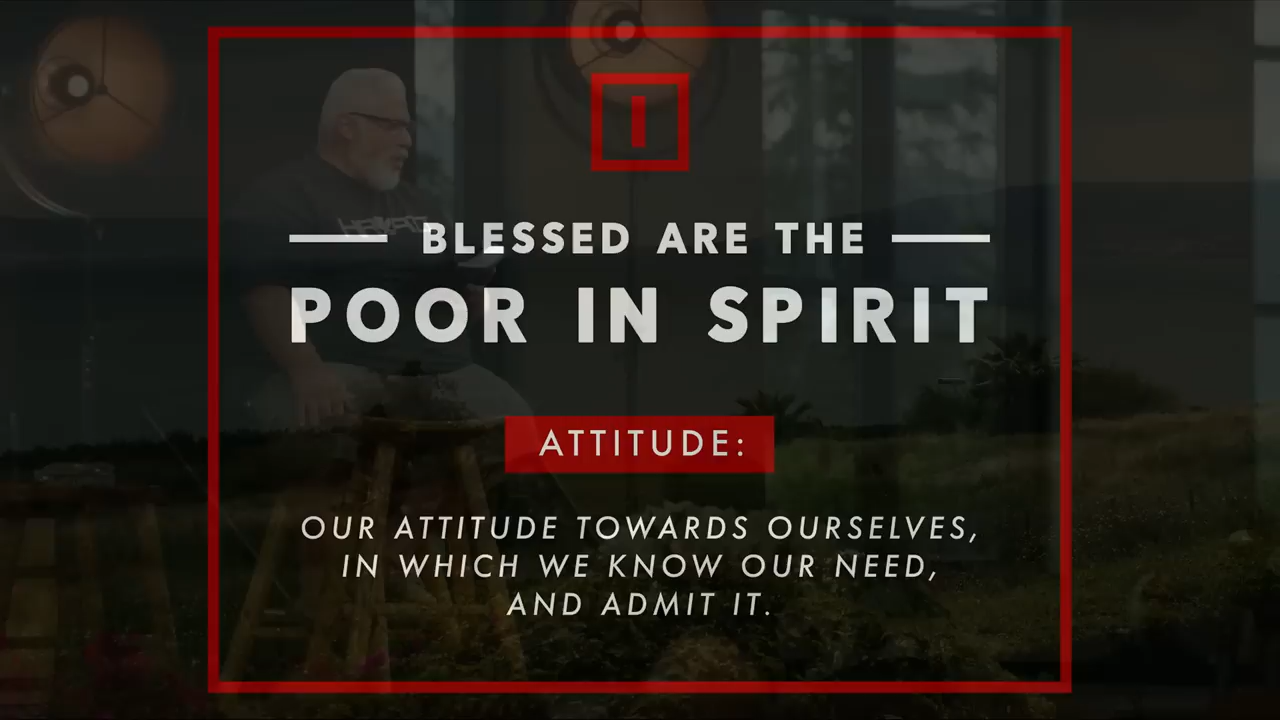 I
BLESSED ARE THE
POOR IN SPIRIT
ATTITUDE:
OUR ATTITUDE TOWARDS OURSELVES,
IN WHICH WE KNOW OUR NEED,
AND ADMIT IT.